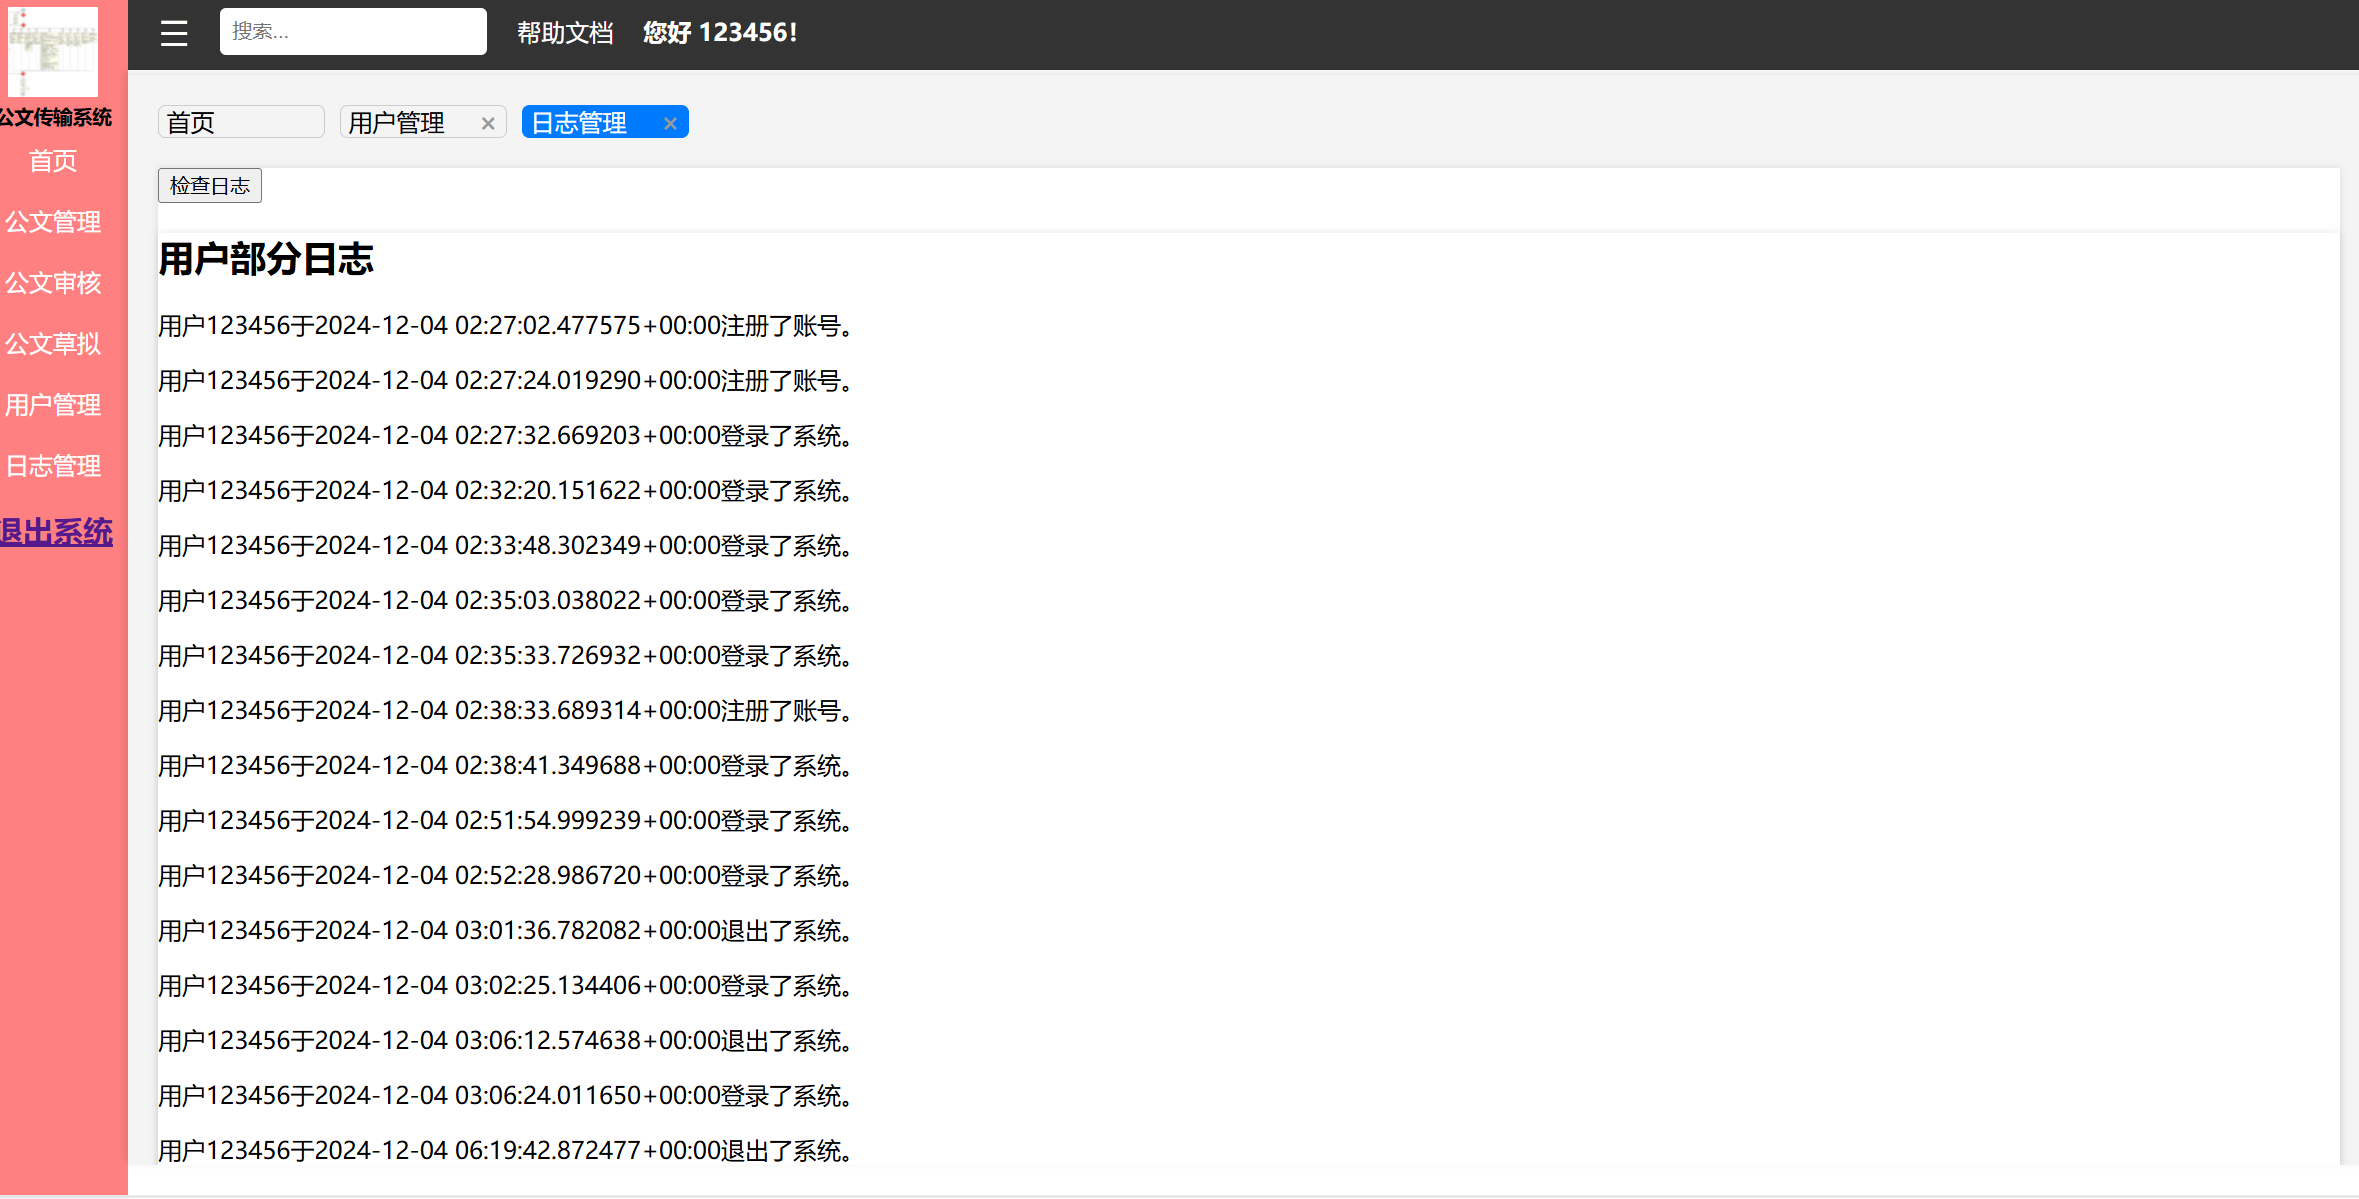 公文传输系统
首页
公文管理
公文审核
公文草拟
用户管理
日志管理
退出系统
☰ 搜索... 帮助文档 您好 123456！
首页 用户管理 × 日志管理 ×
检查日志
用户部分日志
用户123456于2024-12-04 02:27:02.477575+00:00注册了账号。
用户123456于2024-12-04 02:27:24.019290+00:00注册了账号。
用户123456于2024-12-04 02:27:32.669203+00:00登录了系统。
用户123456于2024-12-04 02:32:20.151622+00:00登录了系统。
用户123456于2024-12-04 02:33:48.302349+00:00登录了系统。
用户123456于2024-12-04 02:35:03.038022+00:00登录了系统。
用户123456于2024-12-04 02:35:33.726932+00:00登录了系统。
用户123456于2024-12-04 02:38:33.689314+00:00注册了账号。
用户123456于2024-12-04 02:38:41.349688+00:00登录了系统。
用户123456于2024-12-04 02:51:54.999239+00:00登录了系统。
用户123456于2024-12-04 02:52:28.986720+00:00登录了系统。
用户123456于2024-12-04 03:01:36.782082+00:00退出了系统。
用户123456于2024-12-04 03:02:25.134406+00:00登录了系统。
用户123456于2024-12-04 03:06:12.574638+00:00退出了系统。
用户123456于2024-12-04 03:06:24.011650+00:00登录了系统。
用户123456于2024-12-04 06:19:42.872477+00:00退出了系统。